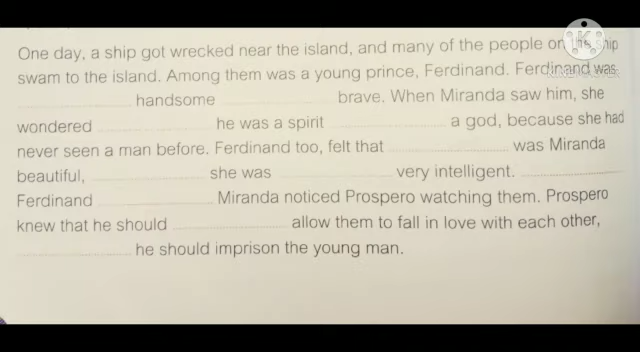 One day, a ship got wrecked near the island, and many of the people on the ship
swam to the island. Among them was a young prince, Ferdinand. Ferdinand was
.................... handsome .................... brave. When Miranda saw him, she
wondered .................... he was a spirit .................... a god, because she had
never seen a man before. Ferdinand too, felt that .................... was Miranda
beautiful, .................... she was .................... very intelligent. ....................
Ferdinand .................... Miranda noticed Prospero watching them. Prospero
knew that he should .................... allow them to fall in love with each other,
.................... he should imprison the young man.